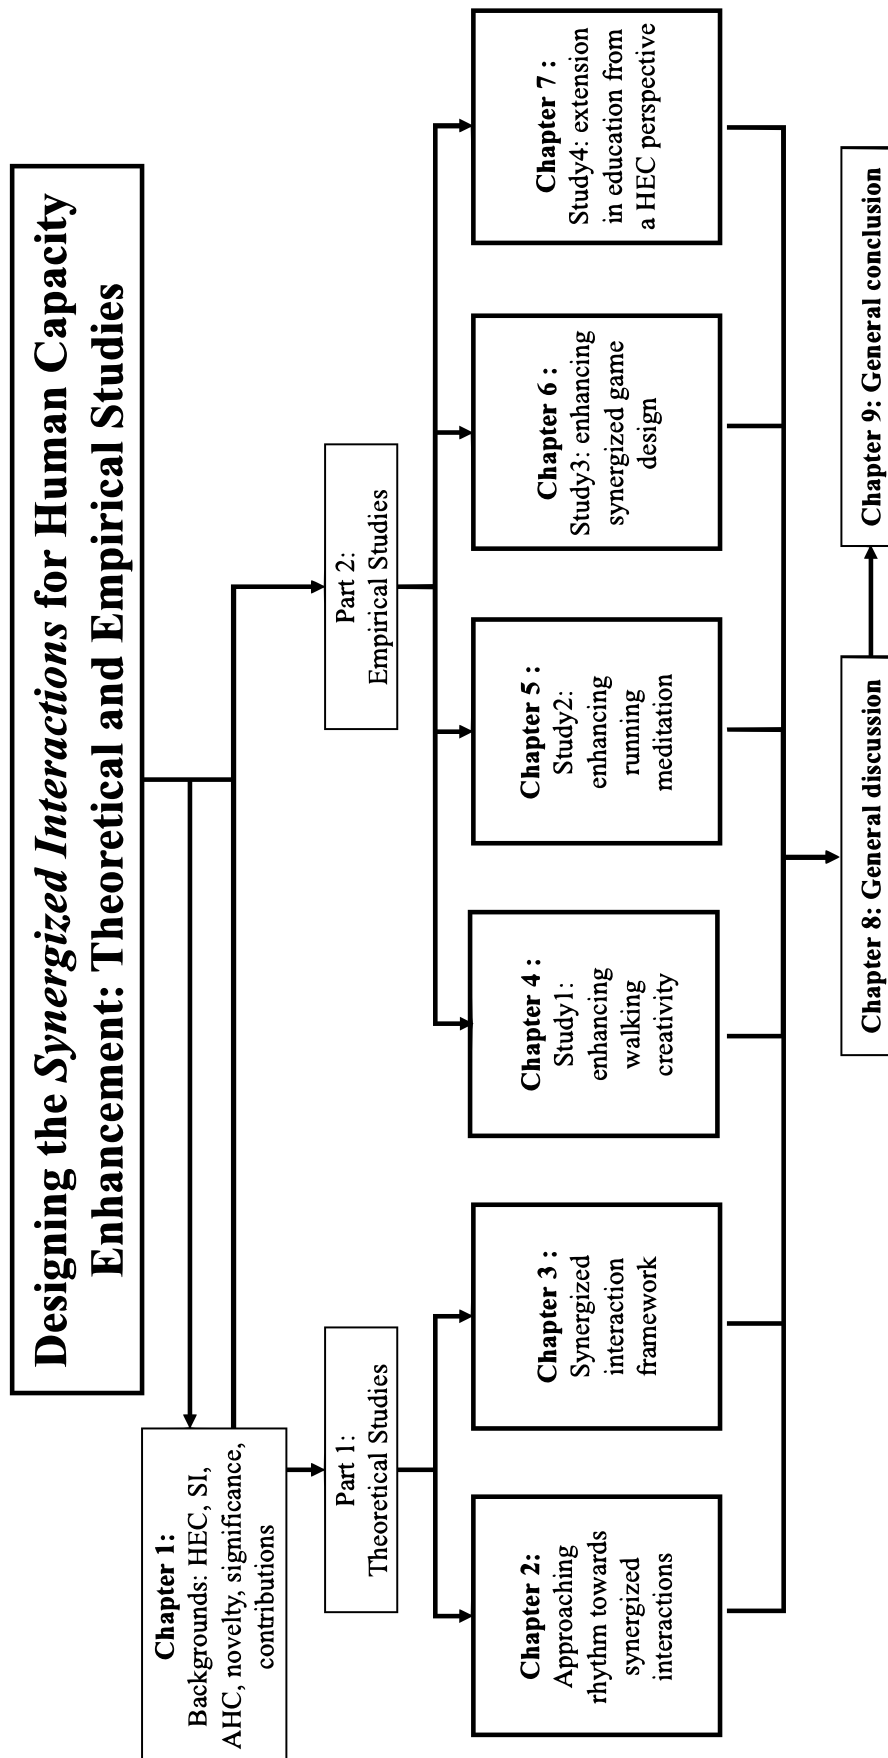 Designing the Synergized Interactions for Human Capacity
Enhancement: Theoretical and Empirical Studies
Chapter 1:
Backgrounds: HEC, SI,
AHC, novelty, significance,
contributions
Part 1:
Theoretical Studies
Part 2:
Empirical Studies
Chapter 2:
Approaching
rhythm towards
synergized
interactions
Chapter 3 :
Synergized
interaction
framework
Chapter 4 :
Study1:
enhancing
walking
creativity
Chapter 5 :
Study2:
enhancing
running
meditation
Chapter 6 :
Study3: enhancing
synergized game
design
Chapter 7 :
Study4: extension
in education from
a HEC perspective
Chapter 8: General discussion
Chapter 9: General conclusion